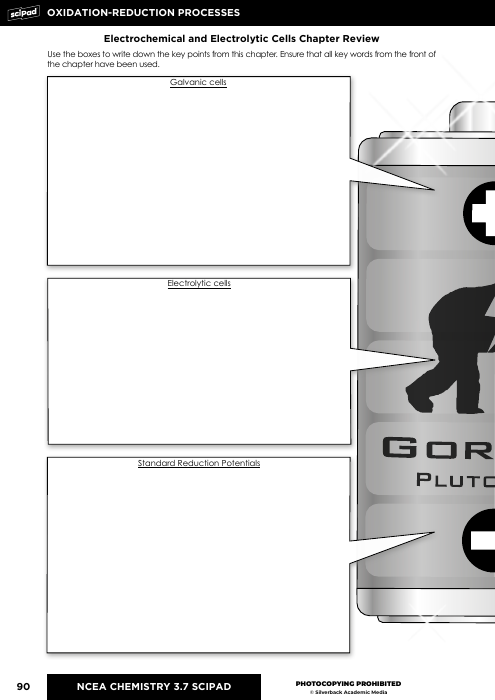 scipad
OXIDATION-REDUCTION PROCESSES
Electrochemical and Electrolytic Cells Chapter Review
Use the boxes to write down the key points from this chapter. Ensure that all key words from the front of
the chapter have been used.
Galvanic cells
Electrolytic cells
GOR
Standard Reduction Potentials
PLUTO
90
NCEA CHEMISTRY 3.7 SCIPAD
PHOTOCOPYING PROHIBITED
© Silverback Academic Media